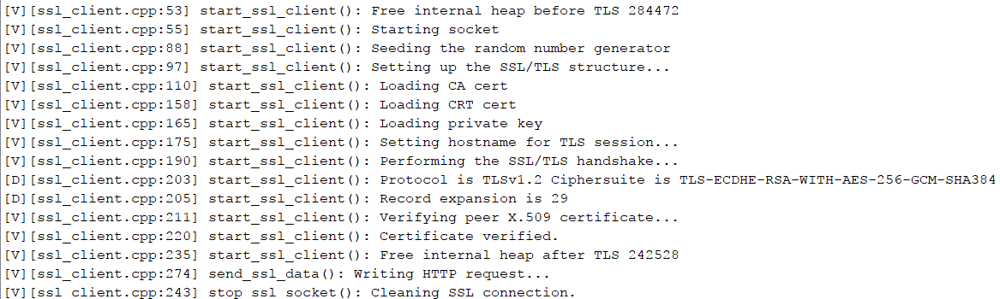 [V][ssl_client.cpp:53] start_ssl_client(): Free internal heap before TLS 284472
[V][ssl_client.cpp:55] start_ssl_client(): Starting socket
[V][ssl_client.cpp:88] start_ssl_client(): Seeding the random number generator
[V][ssl_client.cpp:97] start_ssl_client(): Setting up the SSL/TLS structure...
[V][ssl_client.cpp:110] start_ssl_client(): Loading CA cert
[V][ssl_client.cpp:158] start_ssl_client(): Loading CRT cert
[V][ssl_client.cpp:165] start_ssl_client(): Loading private key
[V][ssl_client.cpp:175] start_ssl_client(): Setting hostname for TLS session...
[V][ssl_client.cpp:190] start_ssl_client(): Performing the SSL/TLS handshake...
[D][ssl_client.cpp:203] start_ssl_client(): Protocol is TLSv1.2 Ciphersuite is TLS-ECDHE-RSA-WITH-AES-256-GCM-SHA384
[D][ssl_client.cpp:205] start_ssl_client(): Record expansion is 29
[V][ssl_client.cpp:211] start_ssl_client(): Verifying peer X.509 certificate...
[V][ssl_client.cpp:220] start_ssl_client(): Certificate verified.
[V][ssl_client.cpp:235] start_ssl_client(): Free internal heap after TLS 242528
[V][ssl_client.cpp:274] send_ssl_data(): Writing HTTP request...
[V][ssl_client.cpp:243] stop_ssl_socket(): Cleaning SSL connection.